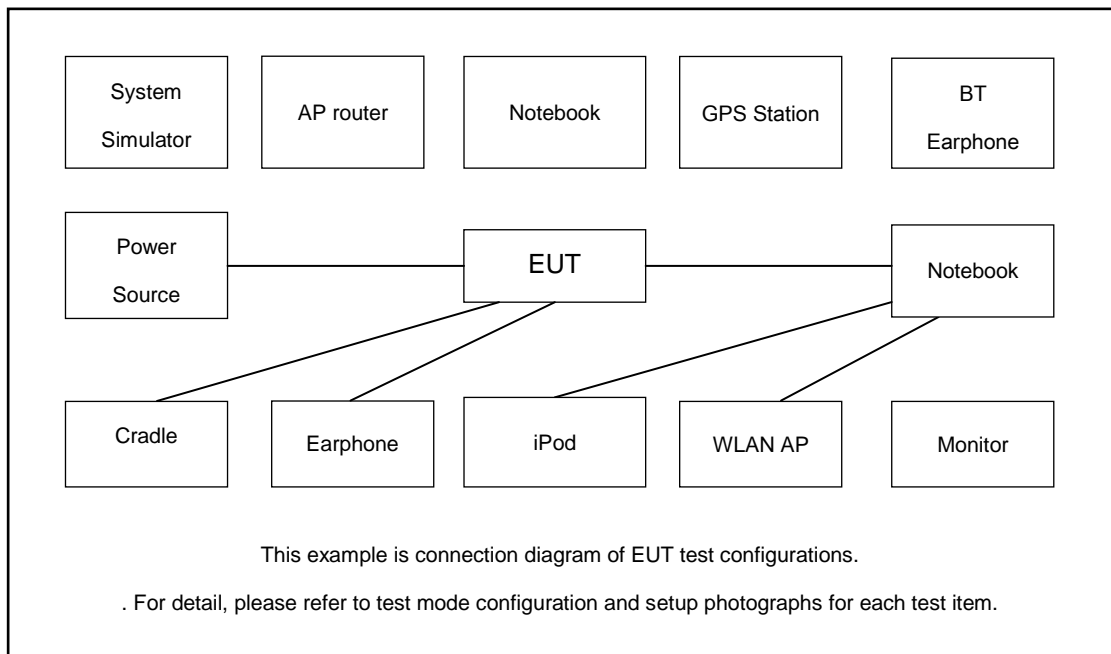 System
Simulator
AP router
Notebook
GPS Station
BT
Earphone
Power
Source
EUT
Notebook
Cradle
Earphone
iPod
WLAN AP
Monitor
This example is connection diagram of EUT test configurations.
. For detail, please refer to test mode configuration and setup photographs for each test item.